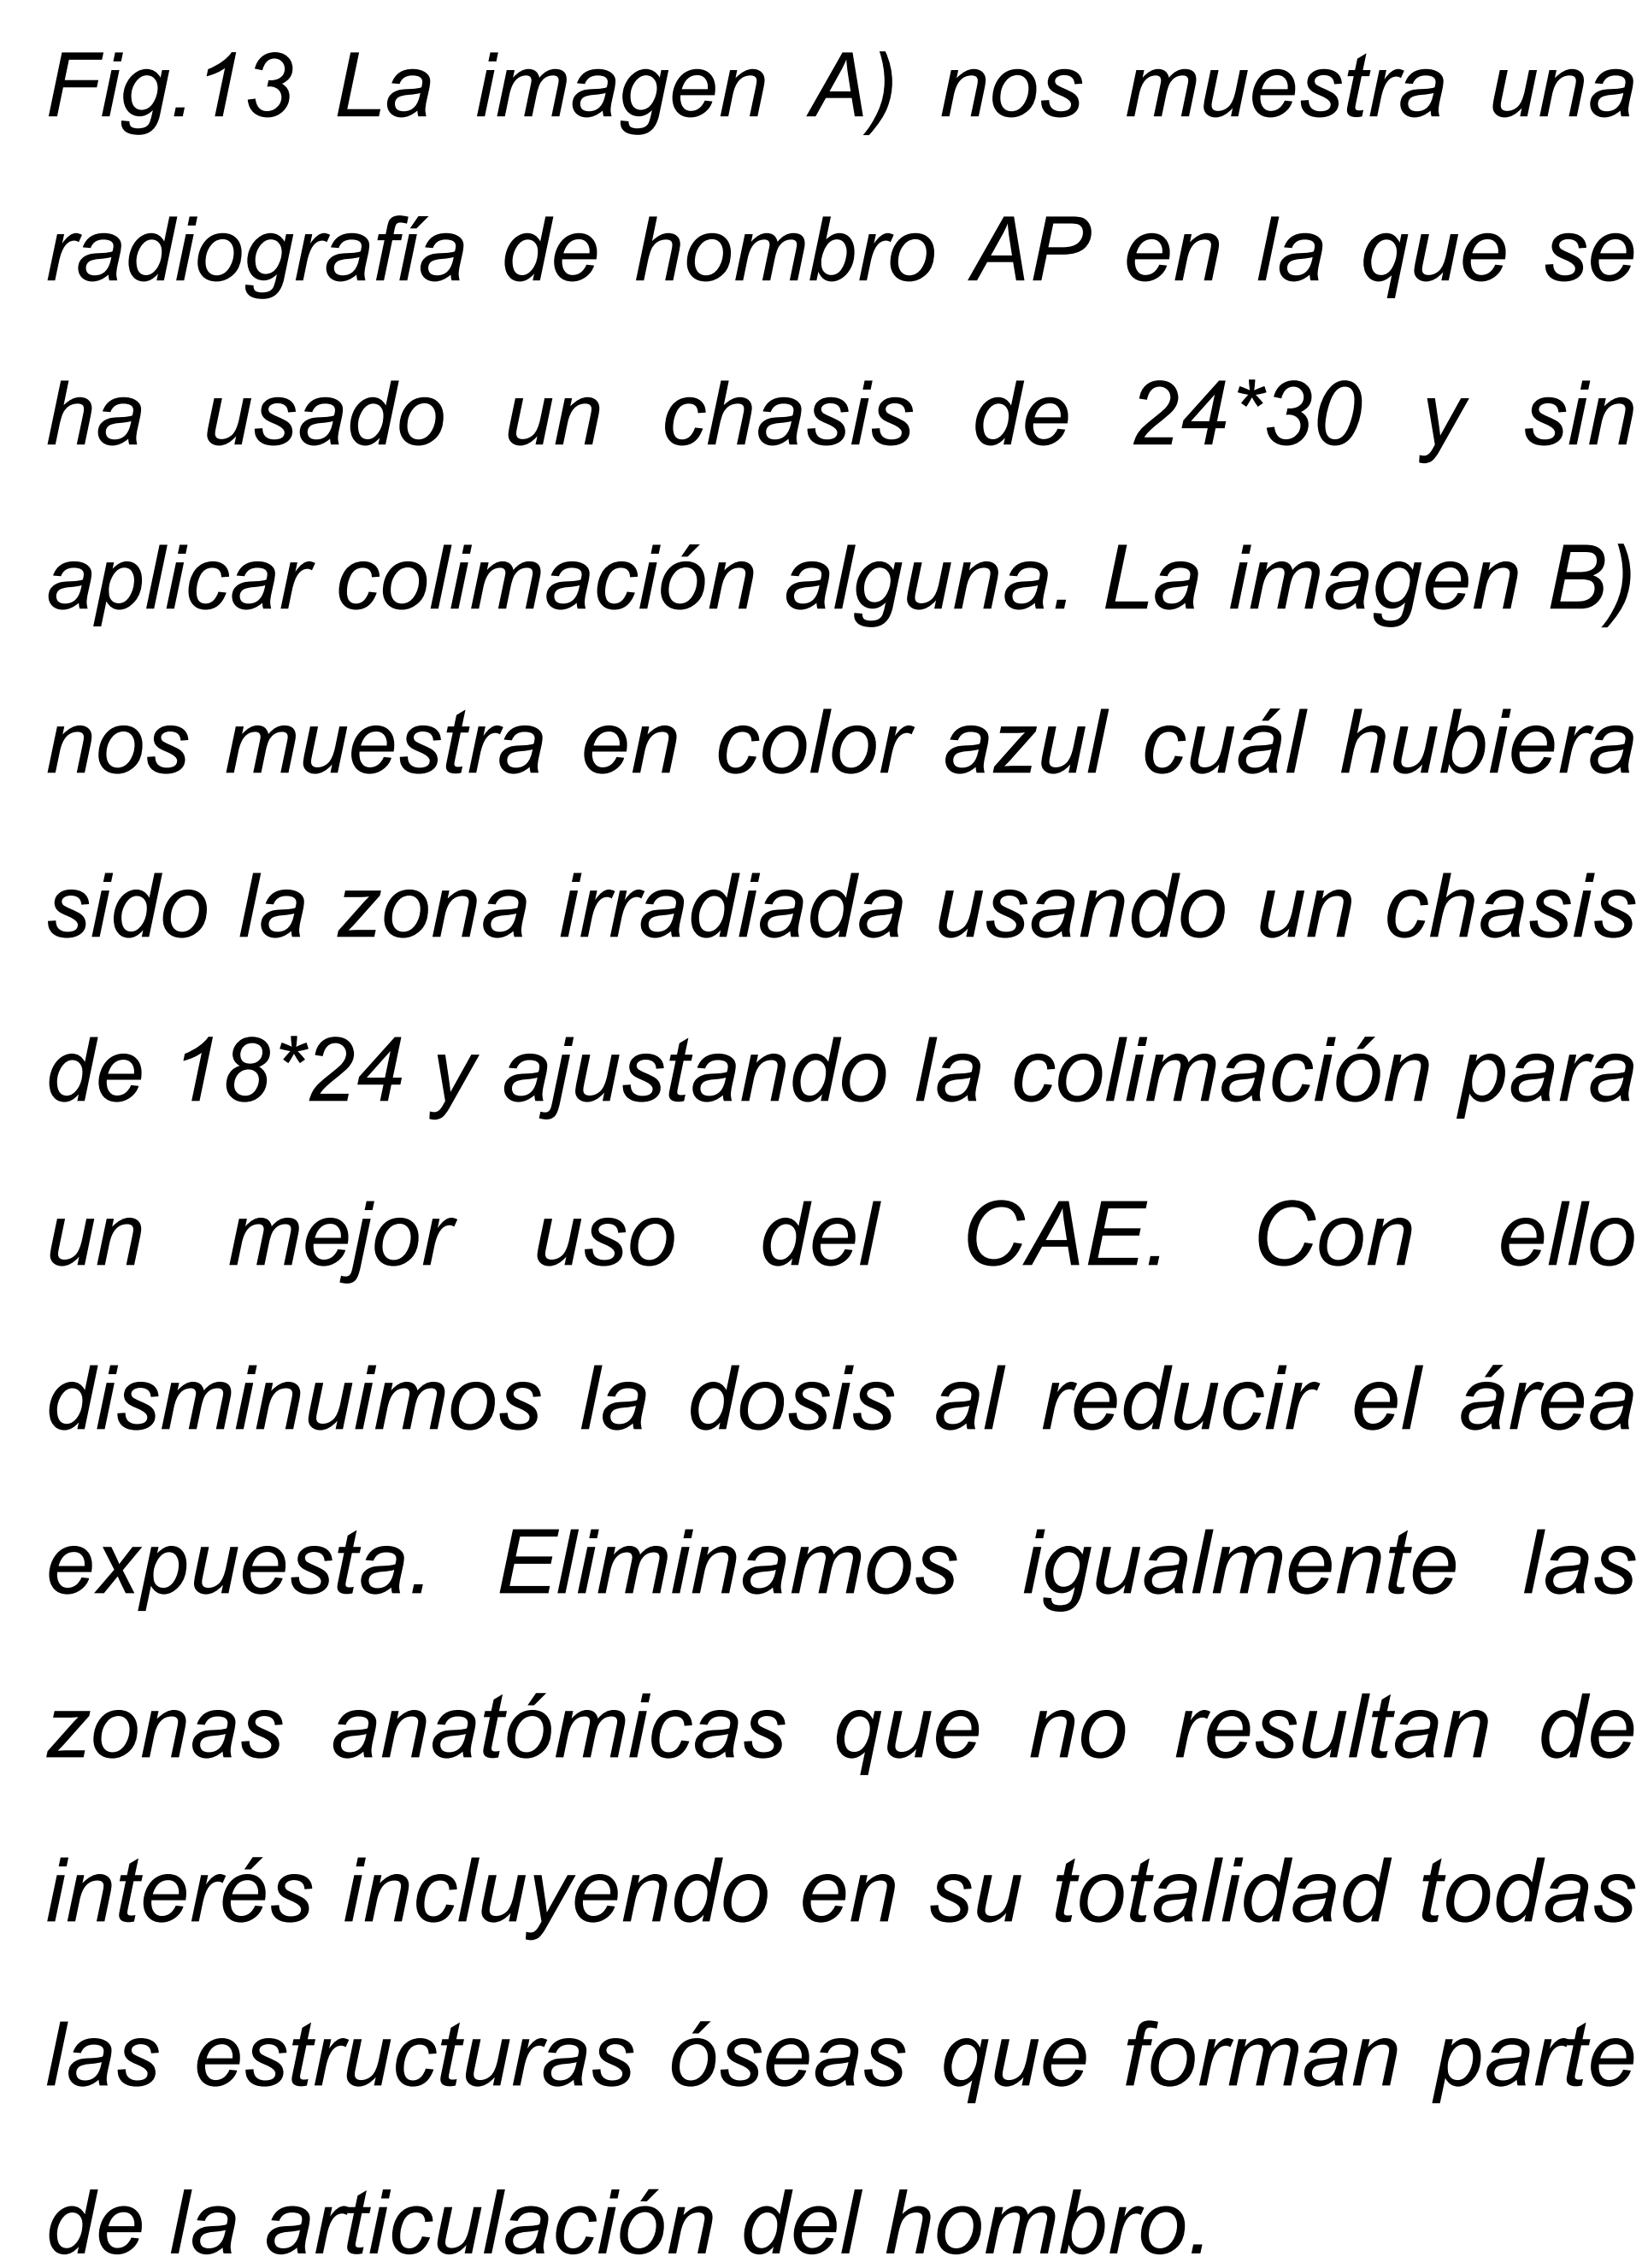 Fig.13 La imagen A) nos muestra una
radiografía de hombro AP en la que se
ha usado un chasis de 24*30 y sin
aplicar colimación alguna. La imagen B)
nos muestra en color azul cuál hubiera
sido la zona irradiada usando un chasis
de 18*24 y ajustando la colimación para
un mejor uso del CAE. Con ello
disminuimos la dosis al reducir el área
expuesta. Eliminamos igualmente las
zonas anatómicas que no resultan de
interés incluyendo en su totalidad todas
las estructuras óseas que forman parte
de la articulación del hombro.